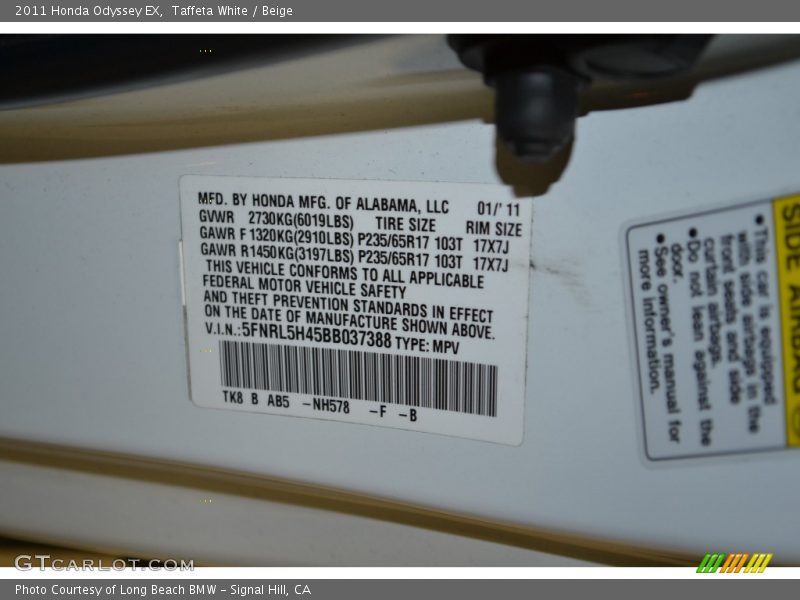 2011 Honda Odyssey EX,  Taffeta White / Beige
MFD. BY HONDA MFG. OF ALABAMA, LLC 01/'11
GVWR 2730KG(6019LBS) TIRE SIZE RIM SIZE
GAWR F 1320KG(2910LBS) P235/65R17 103T 17X7J
GAWR R1450KG(3197LBS) P235/65R17 103T 17X7J
THIS VEHICLE CONFORMS TO ALL APPLICABLE
FEDERAL MOTOR VEHICLE SAFETY
AND THEFT PREVENTION STANDARDS IN EFFECT
ON THE DATE OF MANUFACTURE SHOWN ABOVE.
V.I.N.:5FNRL5H45BB037388 TYPE: MPV
TK8 B AB5 -NH578 -F -B
SIDE AIRBAG
•This car is equipped
with side airbags in the
front seats and side
curtain airbags.
•Do not lean against the
door.
•See owner's manual for
more information.
GTCARLOT.COM
Photo Courtesy of Long Beach BMW - Signal Hill, CA